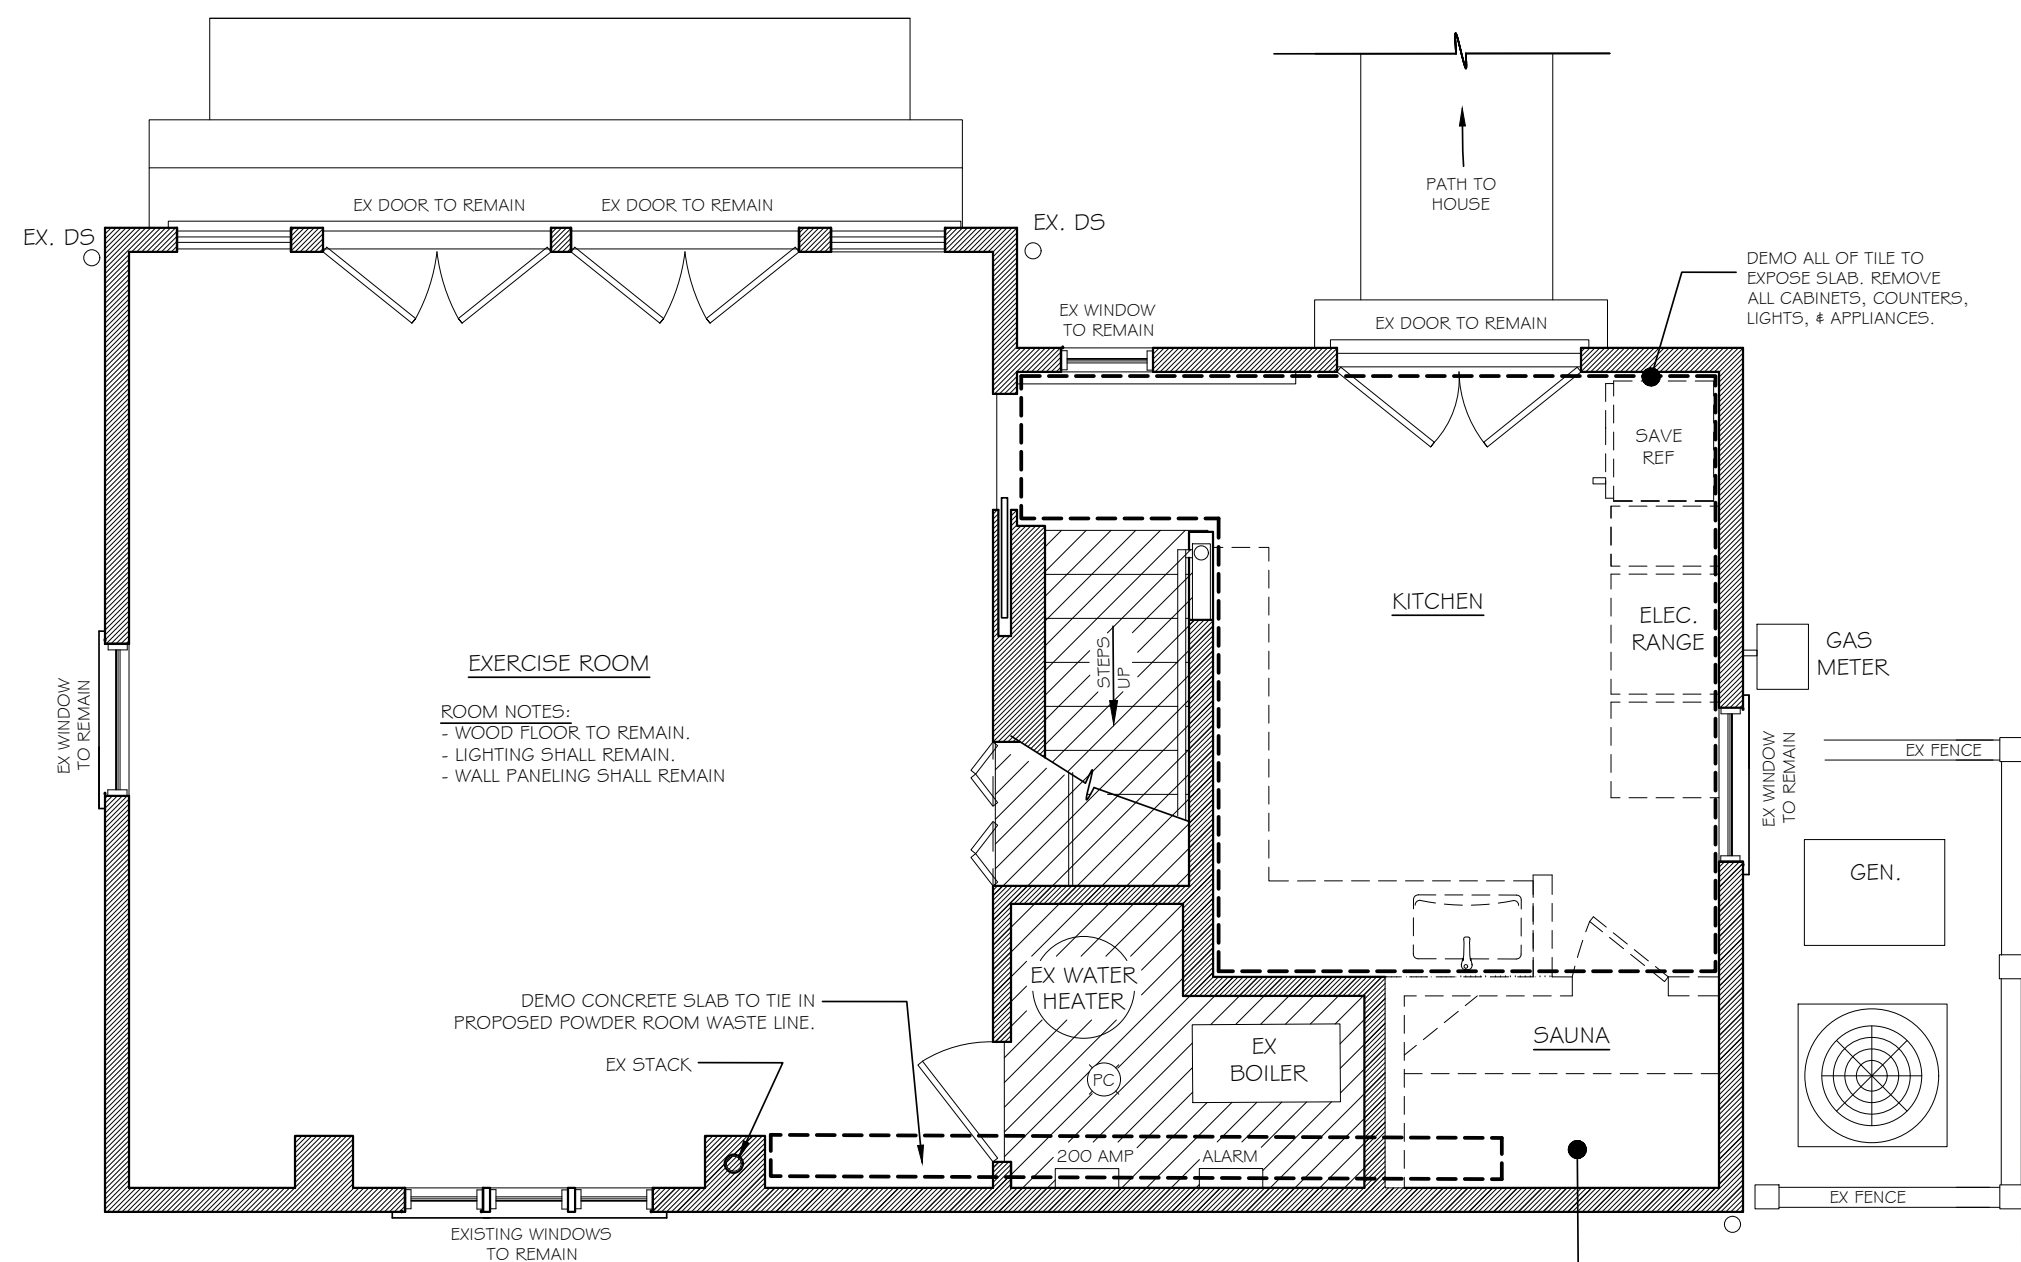 PATH TO
HOUSE
EX DOOR TO REMAIN
EX DOOR TO REMAIN
EX. DS
EX. DS
DEMO ALL OF TILE TO
EXPOSE SLAB. REMOVE
ALL CABINETS, COUNTERS,
LIGHTS, & APPLIANCES.
EX WINDOW
TO REMAIN
EX DOOR TO REMAIN
SAVE
REF
KITCHEN
ELEC.
RANGE
GAS
METER
EXERCISE ROOM
ROOM NOTES:
- WOOD FLOOR TO REMAIN.
- LIGHTING SHALL REMAIN.
- WALL PANELING SHALL REMAIN
STEPS
UP
EX WINDOW
TO REMAIN
EX WINDOW
TO REMAIN
EX FENCE
GEN.
EX WATER
HEATER
DEMO CONCRETE SLAB TO TIE IN
PROPOSED POWDER ROOM WASTE LINE.
EX STACK
EX
BOILER
PC
SAUNA
200 AMP
ALARM
EX FENCE
EXISTING WINDOWS
TO REMAIN